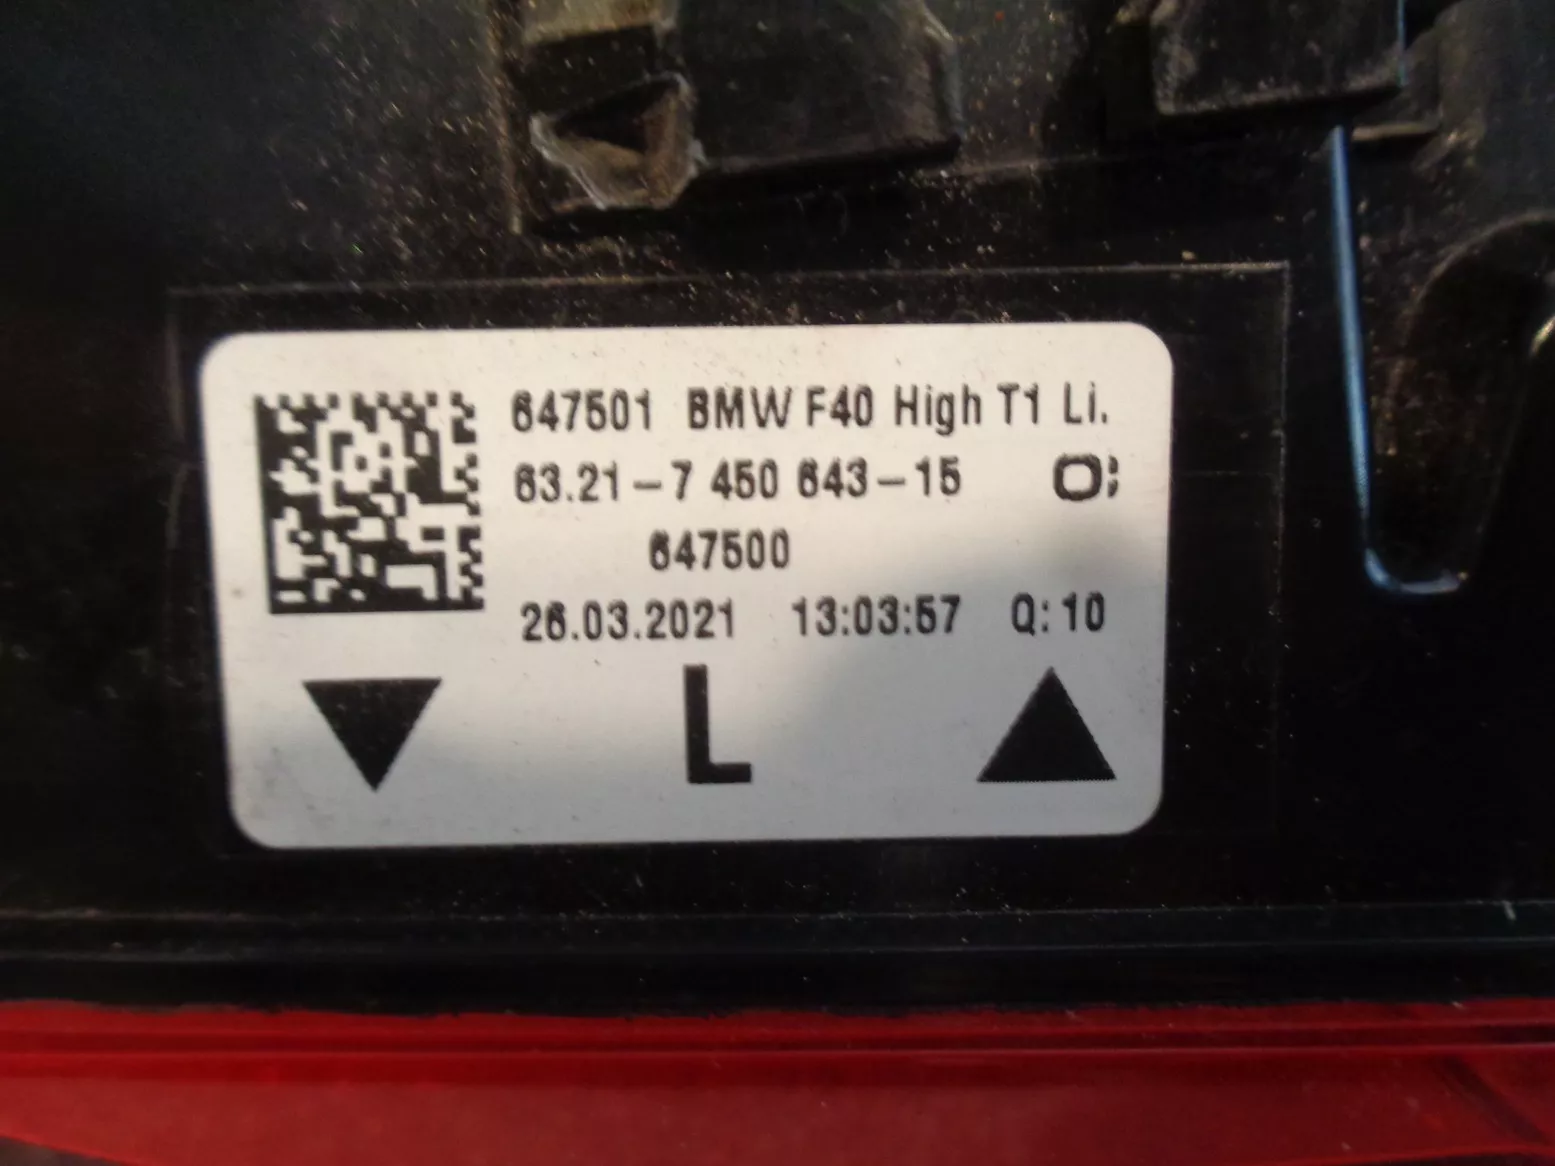 647501 BMW F40 High T1 Li.
63.21-7 450 643-15
647500
26.03.2021 13:03:57 Q: 10
L